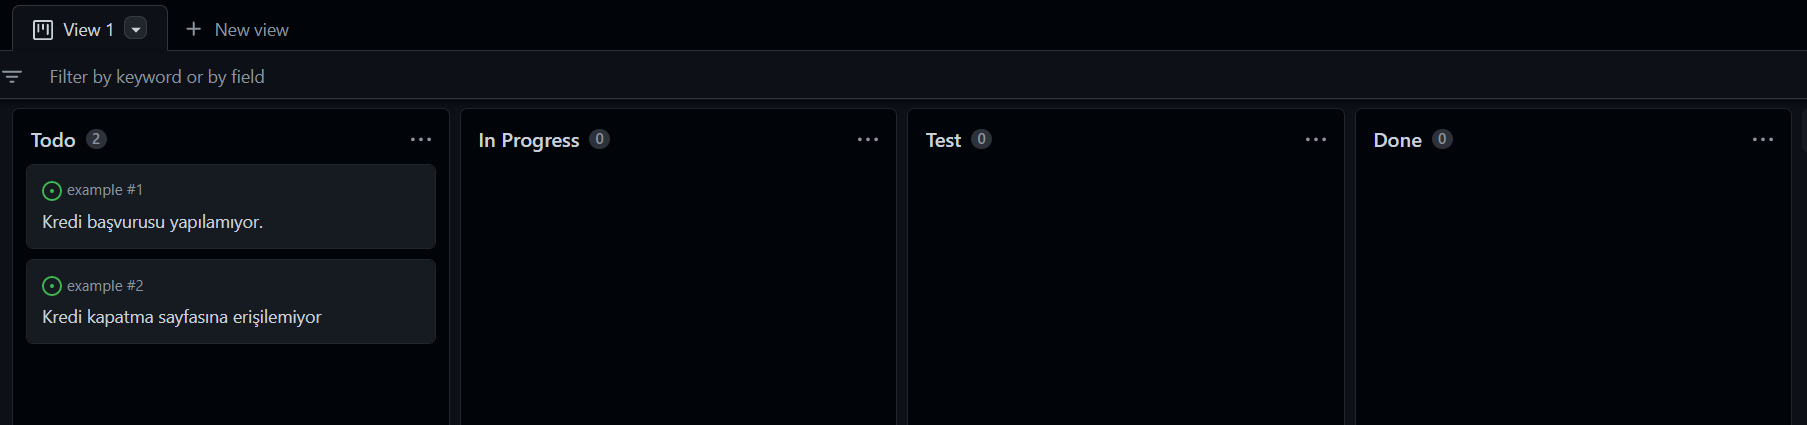 View 1
New view
Filter by keyword or by field
Todo 2
example #1
Kredi başvurusu yapılamıyor.
example #2
Kredi kapatma sayfasına erişilemiyor
In Progress 0
Test 0
Done 0